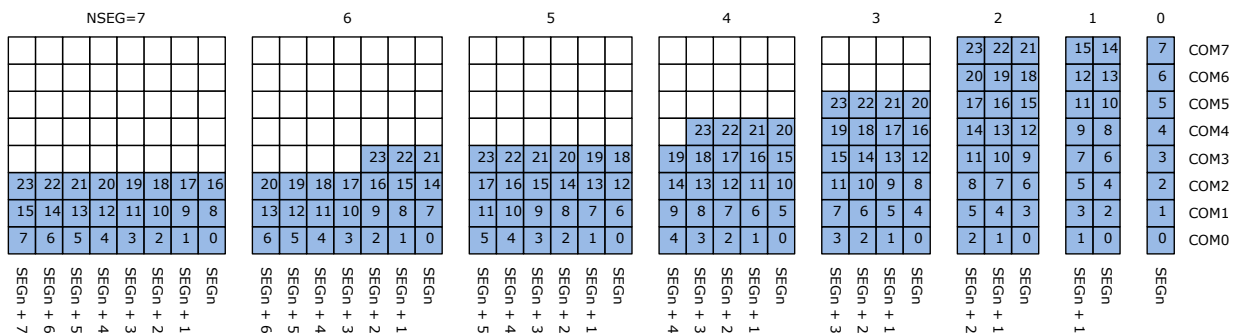 NSEG=7 6 5 4 3 2 1 0
23 22 21 15 14 7 COM7
20 19 18 12 13 6 COM6
23 22 21 20 17 16 15 11 10 5 COM5
23 22 21 20 19 18 17 16 14 13 12 9 8 4 COM4
23 22 21 23 22 21 20 19 18 19 18 17 16 15 15 14 13 12 11 10 9 7 6 3 COM3
23 22 21 20 19 18 17 16 20 19 18 17 16 15 14 17 16 15 14 13 12 14 13 12 11 10 11 10 9 8 8 7 6 5 4 2 COM2
15 14 13 12 11 10 9 8 13 12 11 10 9 8 7 11 10 9 8 7 6 9 8 7 6 5 7 6 5 4 5 4 3 3 2 1 COM1
7 6 5 4 3 2 1 0 6 5 4 3 2 1 0 5 4 3 2 1 0 4 3 2 1 0 3 2 1 0 2 1 0 1 0 0 COM0
SEGn + 7
SEGn + 6
SEGn + 5
SEGn + 4
SEGn + 3
SEGn + 2
SEGn + 1
SEGn
SEGn + 6
SEGn + 5
SEGn + 4
SEGn + 3
SEGn + 2
SEGn + 1
SEGn
SEGn + 5
SEGn + 4
SEGn + 3
SEGn + 2
SEGn + 1
SEGn
SEGn + 4
SEGn + 3
SEGn + 2
SEGn + 1
SEGn
SEGn + 3
SEGn + 2
SEGn + 1
SEGn
SEGn + 2
SEGn + 1
SEGn
SEGn + 1
SEGn
SEGn